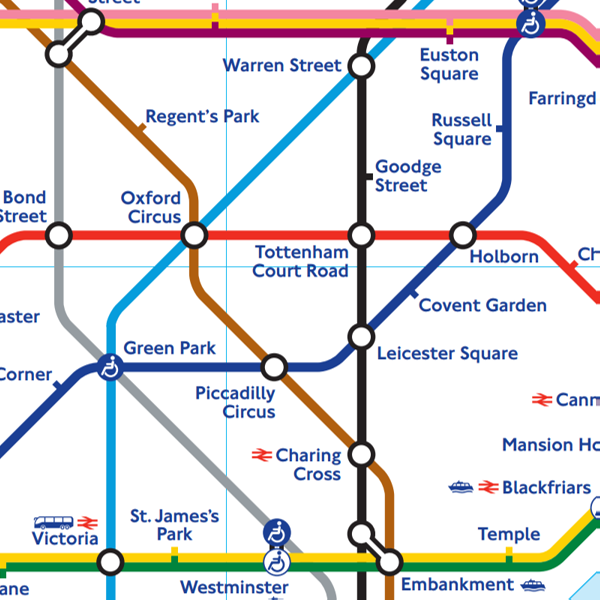 Street
Warren Street
Euston
Square
Farringd
Regent's Park
Russell
Square
Goodge
Street
Bond
Street
Oxford
Circus
Tottenham
Court Road
Holborn
Ch
Covent Garden
aster
Green Park
Leicester Square
Corner
Piccadilly
Circus
Cann
Mansion Ho
Charing
Cross
Blackfriars
St. James's
Park
Victoria
Temple
ane
Westminster
Embankment